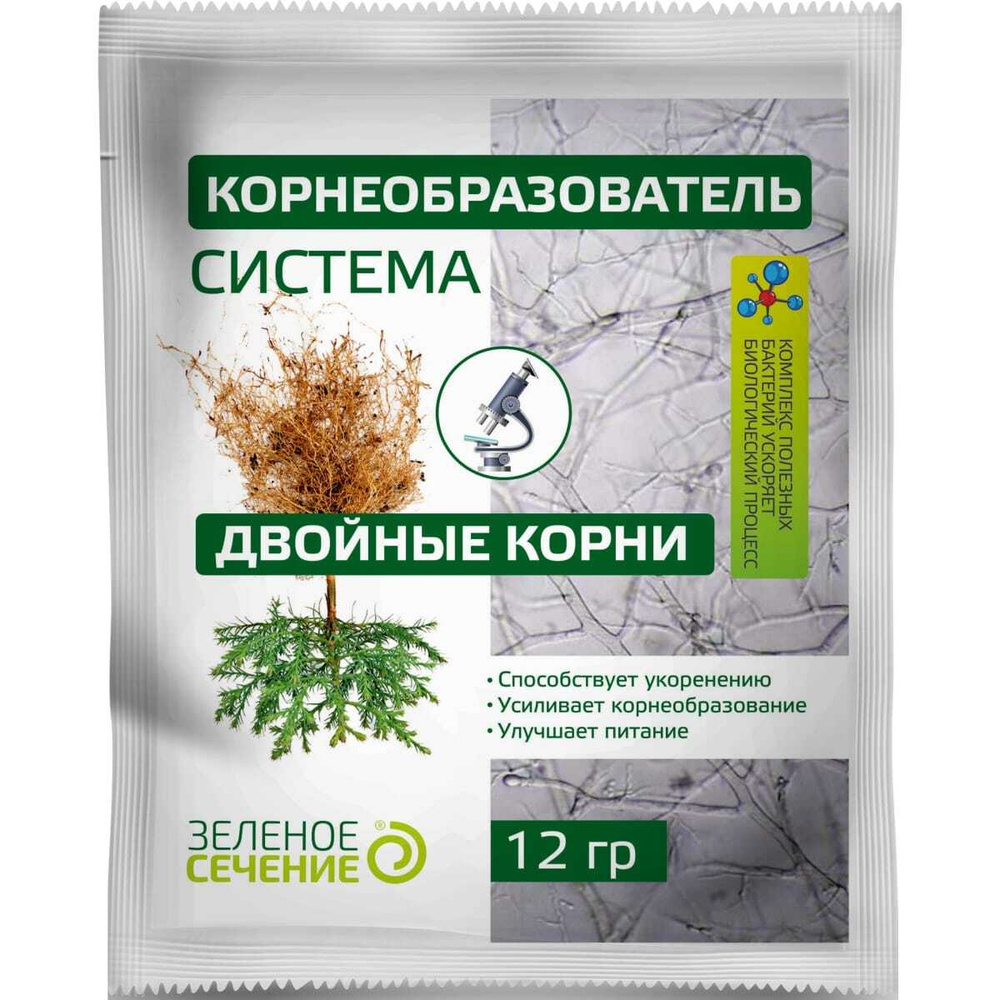 КОРНЕОБРАЗОВАТЕЛЬ
СИСТЕМА
КОМПЛЕКС ПОЛЕЗНЫХ
БАКТЕРИЙ УСКОРЯЕТ
БИОЛОГИЧЕСКИЙ ПРОЦЕСС
ДВОЙНЫЕ КОРНИ
• Способствует укоренению
• Усиливает корнеобразование
• Улучшает питание
ЗЕЛЕНОЕ
СЕЧЕНИЕ ®
12 гр